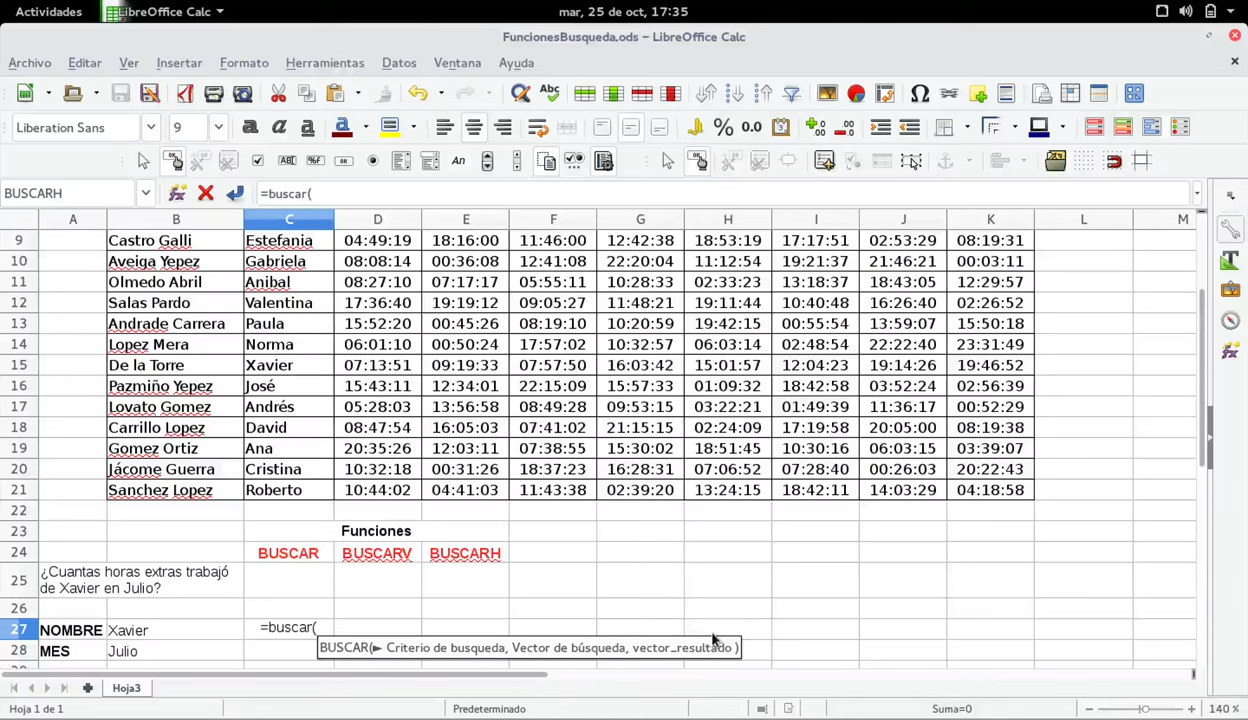 Actividades LibreOffice Calc mar, 25 de oct, 17:35
FuncionesBusqueda.ods – LibreOffice Calc
Archivo Editar Ver Insertar Formato Herramientas Datos Ventana Ayuda
Liberation Sans 9
BUSCARH =buscar(
A B C D E F G H I J K L M
9 Castro Galli Estefania 04:49:19 18:16:00 11:46:00 12:42:38 18:53:19 17:17:51 02:53:29 08:19:31
10 Aveiga Yepez Gabriela 08:08:14 00:36:08 12:41:08 22:20:04 11:12:54 19:21:37 21:46:21 00:03:11
11 Olmedo Abril Anibal 08:27:10 07:17:17 05:55:11 10:28:33 02:33:23 13:18:37 18:43:05 12:29:57
12 Salas Pardo Valentina 17:36:40 19:19:12 09:05:27 11:48:21 19:11:44 10:40:48 16:26:40 02:26:52
13 Andrade Carrera Paula 15:52:20 00:45:26 08:19:10 10:20:59 19:42:15 00:55:54 13:59:07 15:50:18
14 Lopez Mera Norma 06:01:10 00:50:24 17:57:02 10:32:57 06:03:14 02:48:54 22:22:40 23:31:49
15 De la Torre Xavier 07:13:51 09:19:33 07:57:50 16:03:42 15:01:57 12:04:23 19:14:26 19:46:52
16 Pazmiño Yepez José 15:43:11 12:34:01 22:15:09 15:57:33 01:09:32 18:42:58 03:52:24 02:56:39
17 Lovato Gomez Andrés 05:28:03 13:56:58 08:49:28 09:53:15 03:22:21 01:49:39 11:36:17 00:52:29
18 Carrillo Lopez David 08:47:54 16:05:03 07:41:02 21:15:15 02:24:09 17:19:58 20:05:00 08:19:38
19 Gomez Ortiz Ana 20:35:26 12:03:11 07:38:55 15:30:02 18:51:45 10:30:16 06:03:15 03:39:07
20 Jácome Guerra Cristina 10:32:18 00:31:26 18:37:23 16:28:31 07:06:52 07:28:40 00:26:03 20:22:43
21 Sanchez Lopez Roberto 10:44:02 04:41:03 11:43:38 02:39:20 13:24:15 18:42:11 14:03:29 04:18:58
22
23 Funciones
24 BUSCAR BUSCARV BUSCARH
25 ¿Cuantas horas extras trabajó
de Xavier en Julio?
26
27 NOMBRE Xavier =buscar(
BUSCAR(► Criterio de busqueda, Vector de búsqueda, vector_resultado )
28 MES Julio
Hoja3
Hoja 1 de 1 Predeterminado Suma=0 140 %